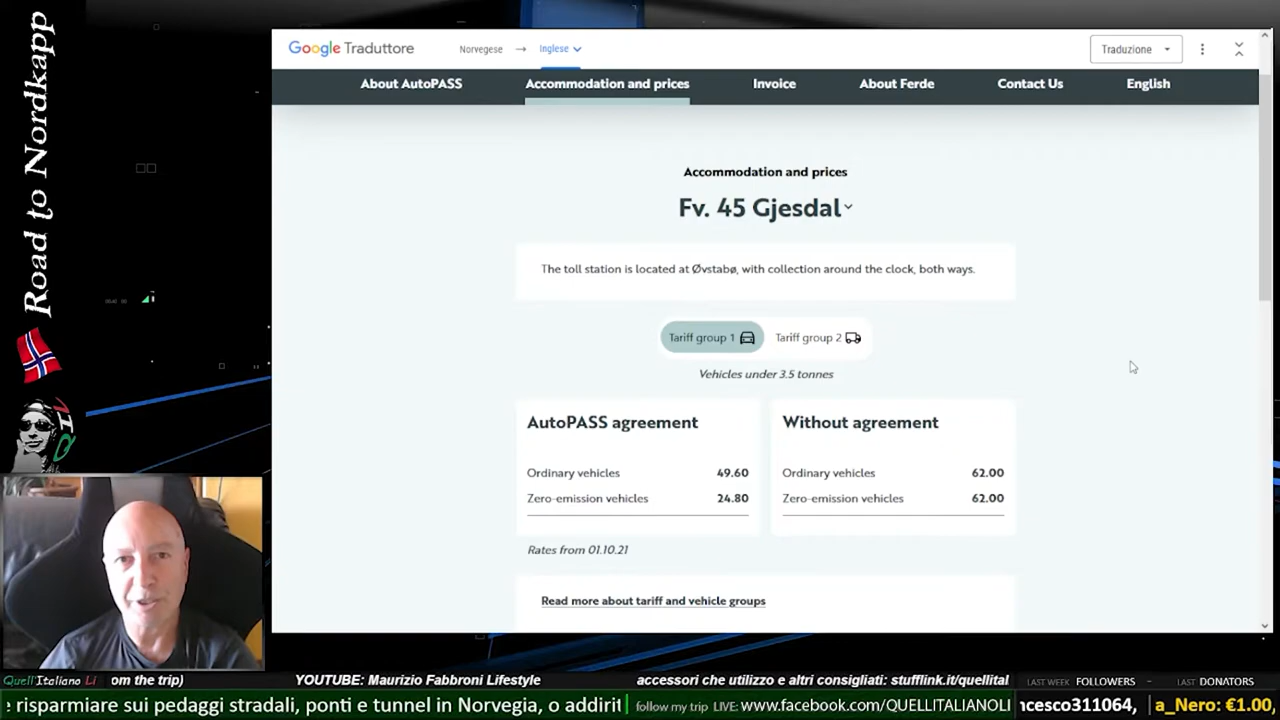 Road to Nordkapp
QIL
Google Traduttore
Norvegese → Inglese
Traduzione
About AutoPASS
Accommodation and prices
Invoice
About Ferde
Contact Us
English
Accommodation and prices
Fv. 45 Gjesdal
The toll station is located at Øvstabø, with collection around the clock, both ways.
Tariff group 1
Tariff group 2
Vehicles under 3.5 tonnes
AutoPASS agreement
Ordinary vehicles 49.60
Zero-emission vehicles 24.80
Without agreement
Ordinary vehicles 62.00
Zero-emission vehicles 62.00
Rates from 01.10.21
Read more about tariff and vehicle groups
Quell'Italiano Li
om the trip) YOUTUBE: Maurizio Fabbroni Lifestyle accessori che utilizzo e altri consigliati: stufflink.it/quellital
LAST WEEK FOLLOWERS - LAST DONATORS
e risparmiare sui pedaggi stradali, ponti e tunnel in Norvegia, o addiril
follow my trip LIVE: www.facebook.com/QUELLITALIANOLI
ncesco311064, a_Nero: €1.00,